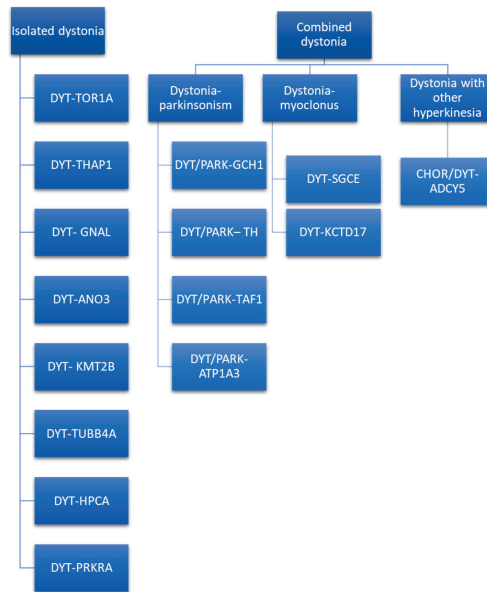 Isolated dystonia
DYT-TOR1A
DYT-THAP1
DYT- GNAL
DYT-ANO3
DYT- KMT2B
DYT-TUBB4A
DYT-HPCA
DYT-PRKRA
Combined
dystonia
Dystonia-
parkinsonism
DYT/PARK-GCH1
DYT/PARK– TH
DYT/PARK-TAF1
DYT/PARK-
ATP1A3
Dystonia-
myoclonus
DYT-SGCE
DYT-KCTD17
Dystonia with
other
hyperkinesia
CHOR/DYT-
ADCY5